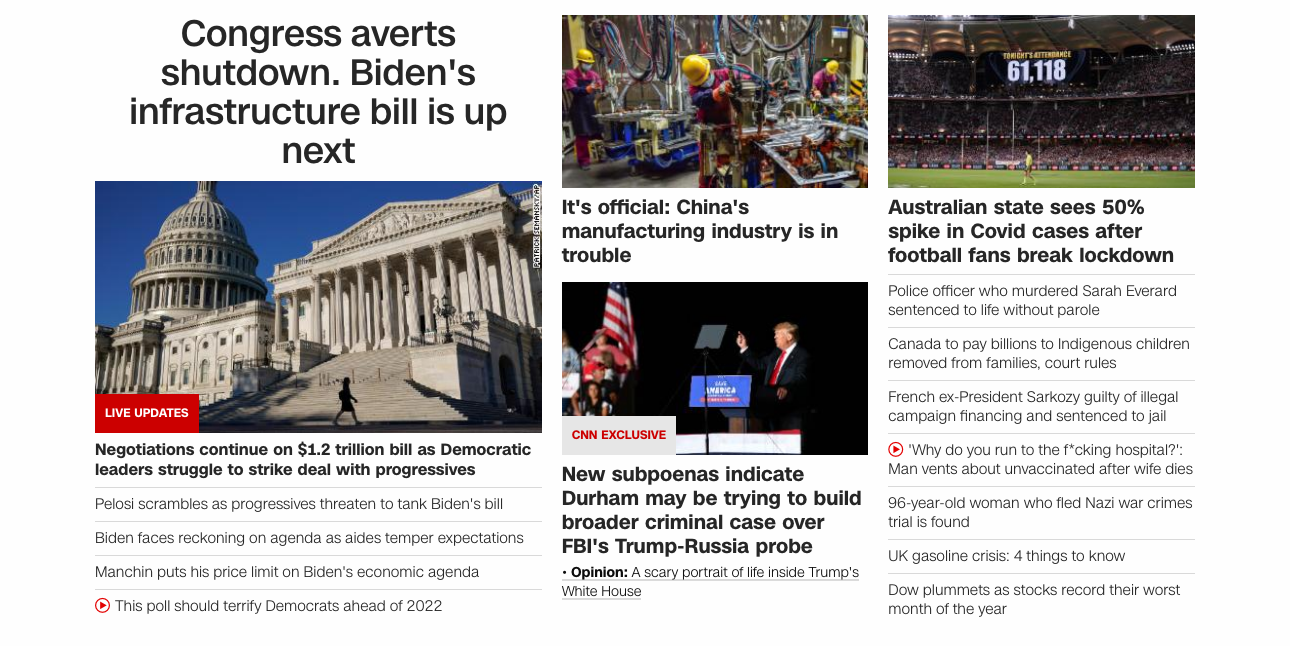 Congress averts
shutdown. Biden's
infrastructure bill is up
next
PATRICK SEMANSKY/AP
LIVE UPDATES
Negotiations continue on $1.2 trillion bill as Democratic
leaders struggle to strike deal with progressives
Pelosi scrambles as progressives threaten to tank Biden's bill
Biden faces reckoning on agenda as aides temper expectations
Manchin puts his price limit on Biden's economic agenda
This poll should terrify Democrats ahead of 2022
It's official: China's
manufacturing industry is in
trouble
SAVE
AMERICA
CNN EXCLUSIVE
New subpoenas indicate
Durham may be trying to build
broader criminal case over
FBI's Trump-Russia probe
• Opinion: A scary portrait of life inside Trump's
White House
TONIGHT'S ATTENDANCE
61,118
Australian state sees 50%
spike in Covid cases after
football fans break lockdown
Police officer who murdered Sarah Everard
sentenced to life without parole
Canada to pay billions to Indigenous children
removed from families, court rules
French ex-President Sarkozy guilty of illegal
campaign financing and sentenced to jail
'Why do you run to the f*cking hospital?':
Man vents about unvaccinated after wife dies
96-year-old woman who fled Nazi war crimes
trial is found
UK gasoline crisis: 4 things to know
Dow plummets as stocks record their worst
month of the year